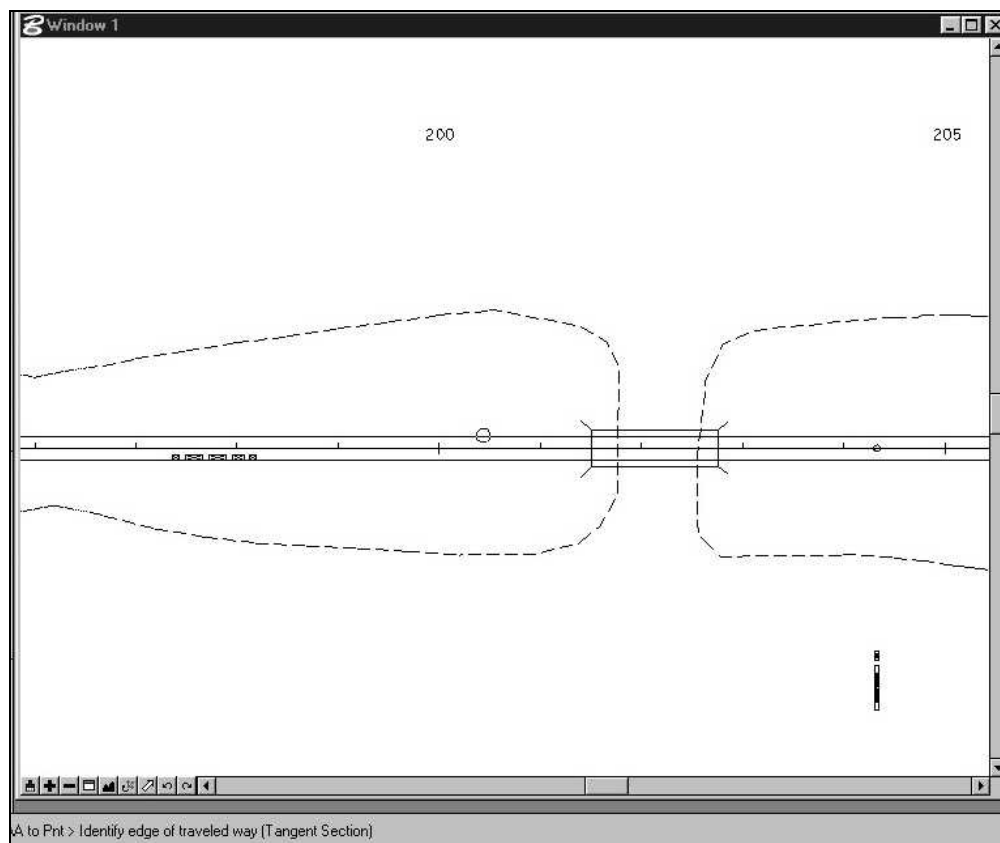 Window 1
200
205
A to Pnt > Identify edge of traveled way (Tangent Section)